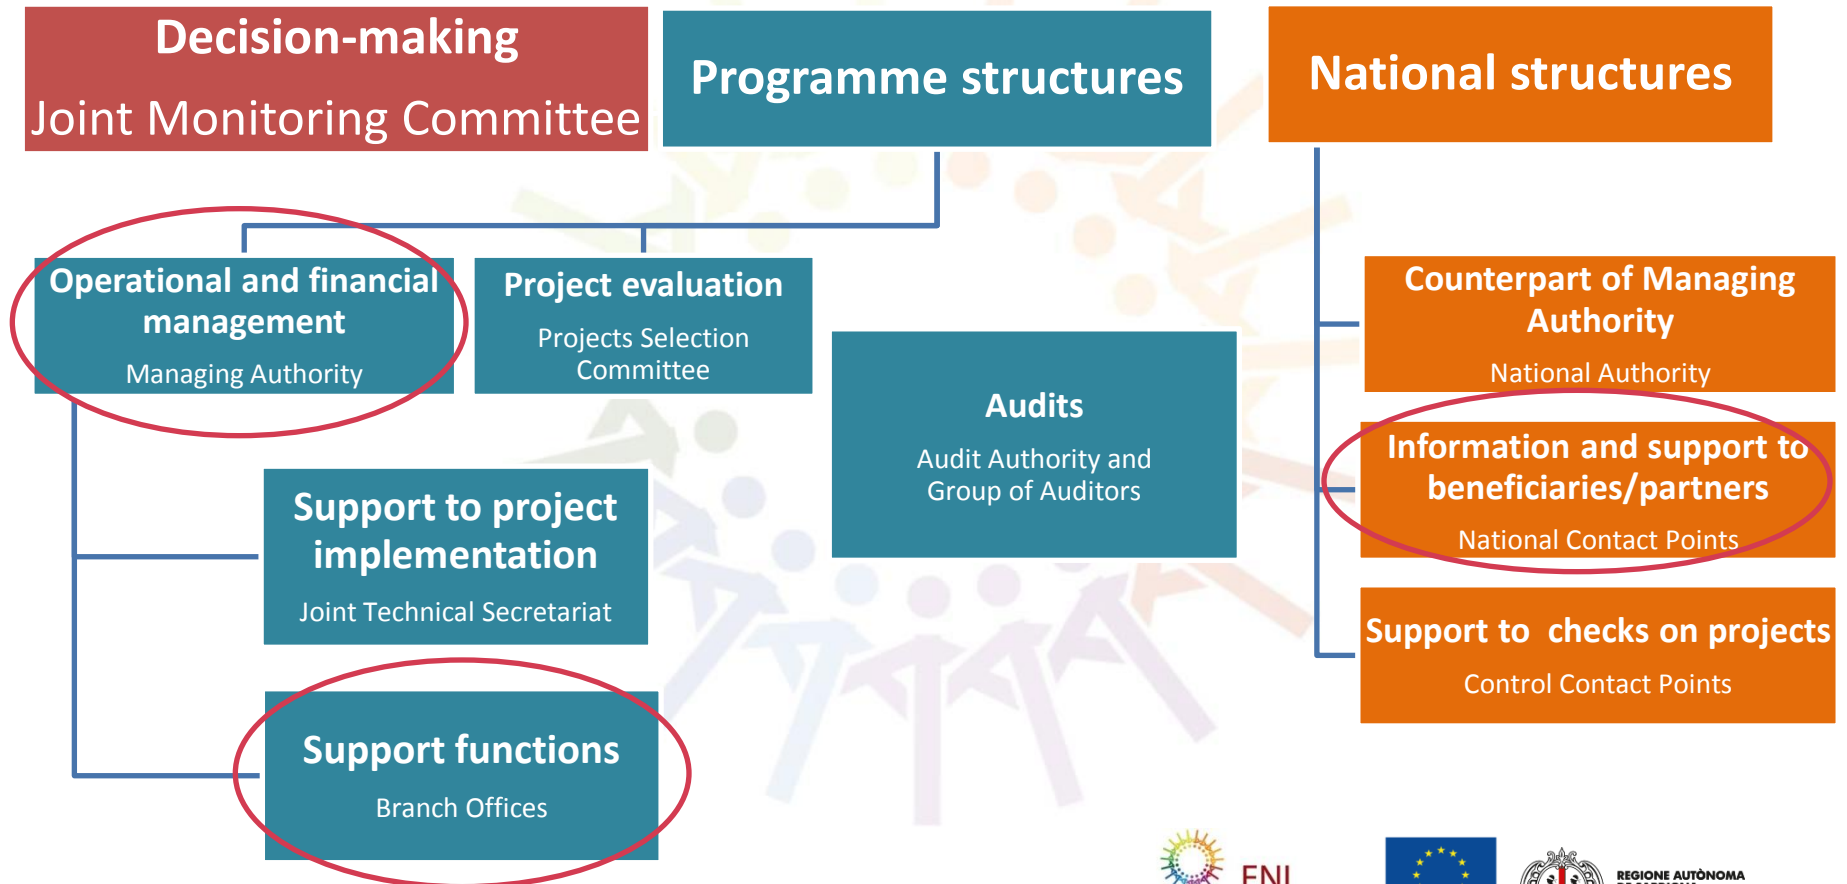 Decision-making
Joint Monitoring Committee
Programme structures
National structures
Operational and financial
management
Managing Authority
Project evaluation
Projects Selection
Committee
Audits
Audit Authority and
Group of Auditors
Support to project
implementation
Joint Technical Secretariat
Support functions
Branch Offices
Counterpart of Managing
Authority
National Authority
Information and support to
beneficiaries/partners
National Contact Points
Support to checks on projects
Control Contact Points
ENI
REGIONE AUTÒNOMA